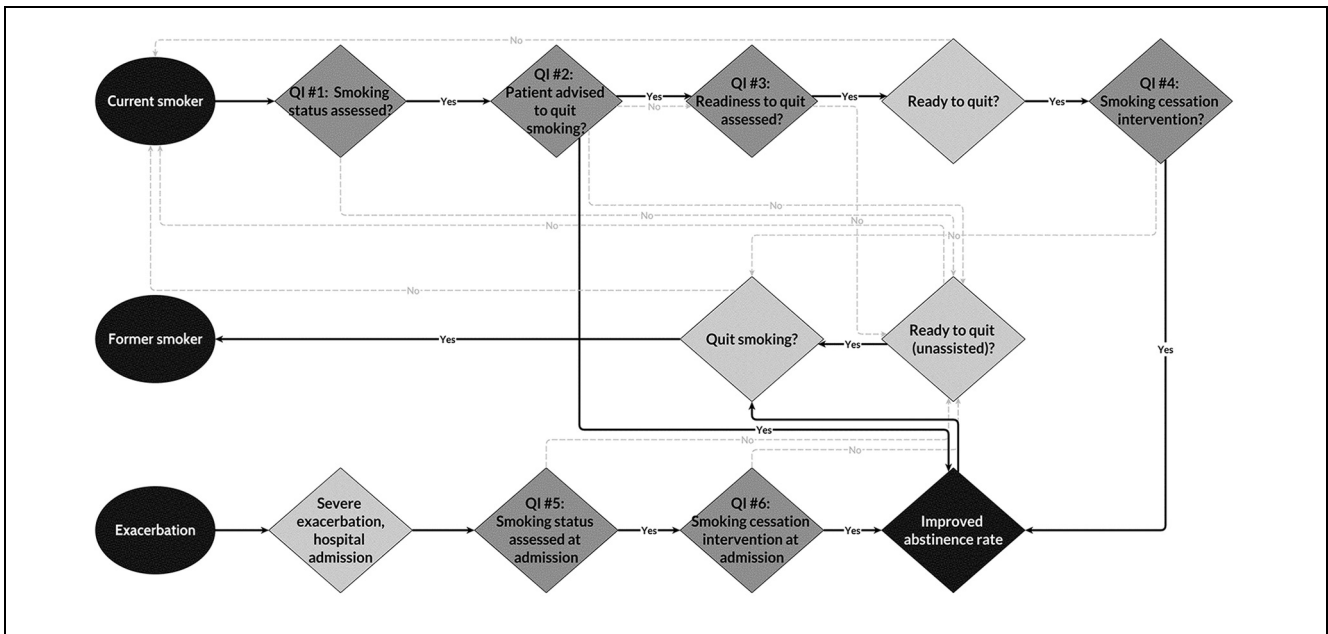 No
Current smoker
QI #1: Smoking
status assessed?
Yes
QI #2:
Patient advised
to quit
smoking?
Yes
No
QI #3:
Readiness to quit
assessed?
Yes
Ready to quit?
Yes
QI #4:
Smoking cessation
intervention?
No
No
No
No
No
No
Former smoker
Yes
Quit smoking?
Yes
Ready to quit
(unassisted)?
Yes
Yes
No
No
Exacerbation
Severe
exacerbation,
hospital
admission
QI #5:
Smoking status
assessed at
admission
Yes
QI #6:
Smoking cessation
intervention at
admission
Yes
Improved
abstinence rate